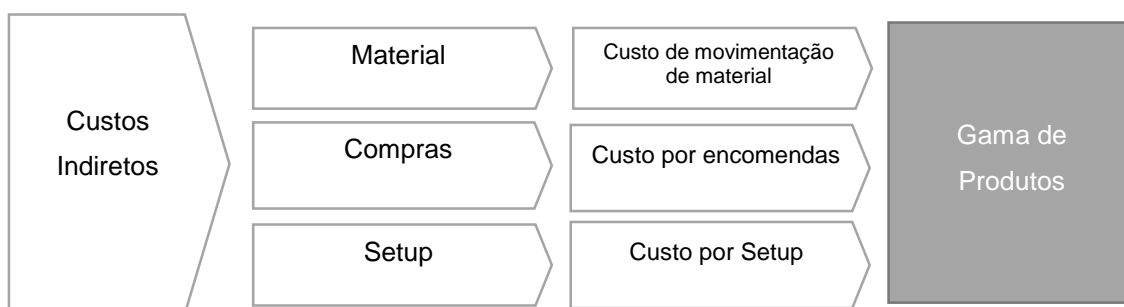 Custos
Indiretos
Material
Custo de movimentação
de material
Compras
Custo por encomendas
Setup
Custo por Setup
Gama de
Produtos